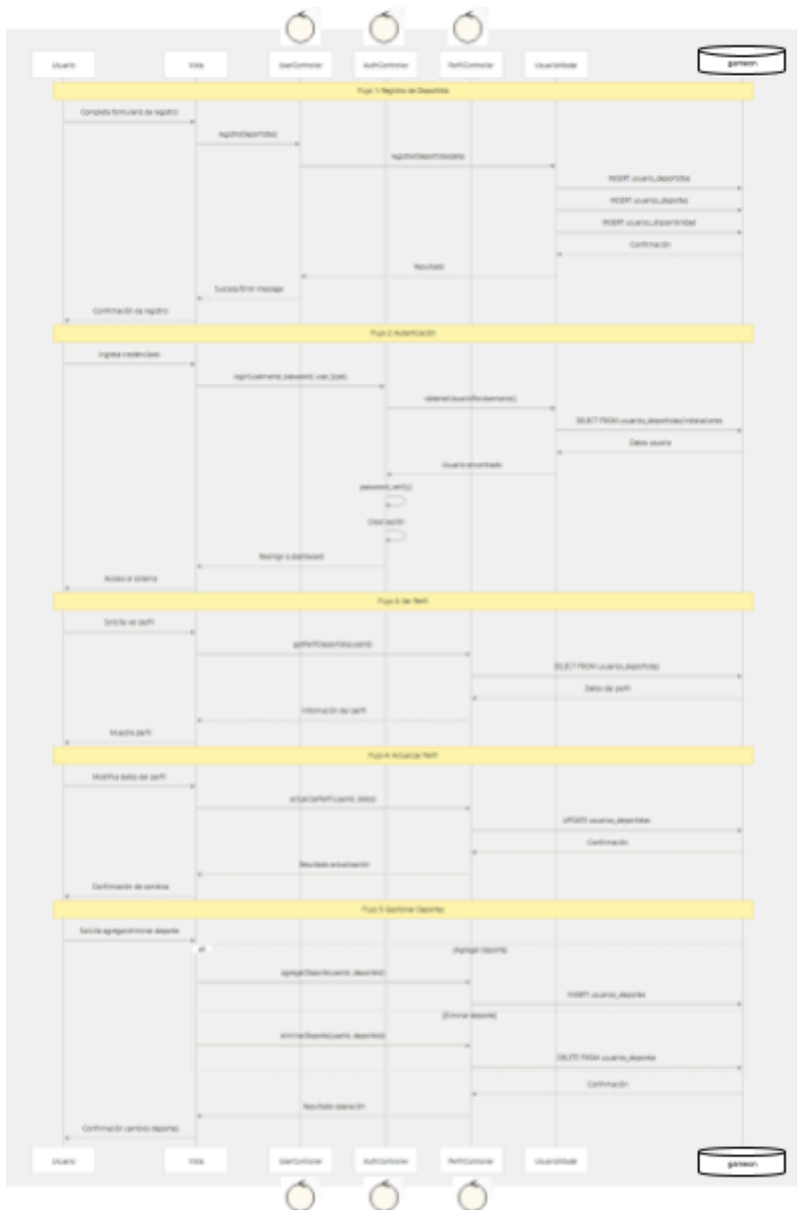 Usuario Vista UserController AuthController PerfilController UsuarioModel gameon
Flujo 1: Registro de Deportista
Completa formulario de registro
registrarDeportista()
registrarDeportista(data)
INSERT usuarios_deportistas
INSERT usuarios_deportes
INSERT usuarios_disponibilidad
Confirmación
Resultado
Success/Error message
Confirmación de registro
Flujo 2: Autenticación
Ingresa credenciales
login(username, password, user_type)
obtenerUsuarioPorUsername()
SELECT FROM usuarios_deportistas/instalaciones
Datos usuario
Usuario encontrado
password_verify()
Crear sesión
Redirigir a dashboard
Acceso al sistema
Flujo 3: Ver Perfil
Solicita ver perfil
getPerfilDeportista(userId)
SELECT FROM usuarios_deportistas
Datos del perfil
Información del perfil
Muestra perfil
Flujo 4: Actualizar Perfil
Modifica datos del perfil
actualizarPerfil(userId, datos)
UPDATE usuarios_deportistas
Confirmación
Resultado actualización
Confirmación de cambios
Flujo 5: Gestionar Deportes
Solicita agregar/eliminar deporte
alt [Agregar deporte]
agregarDeporte(userId, deporteId)
INSERT usuarios_deportes
[Eliminar deporte]
eliminarDeporte(userId, deporteId)
DELETE FROM usuarios_deportes
Confirmación
Resultado operación
Confirmación cambios deportes
Usuario Vista UserController AuthController PerfilController UsuarioModel gameon